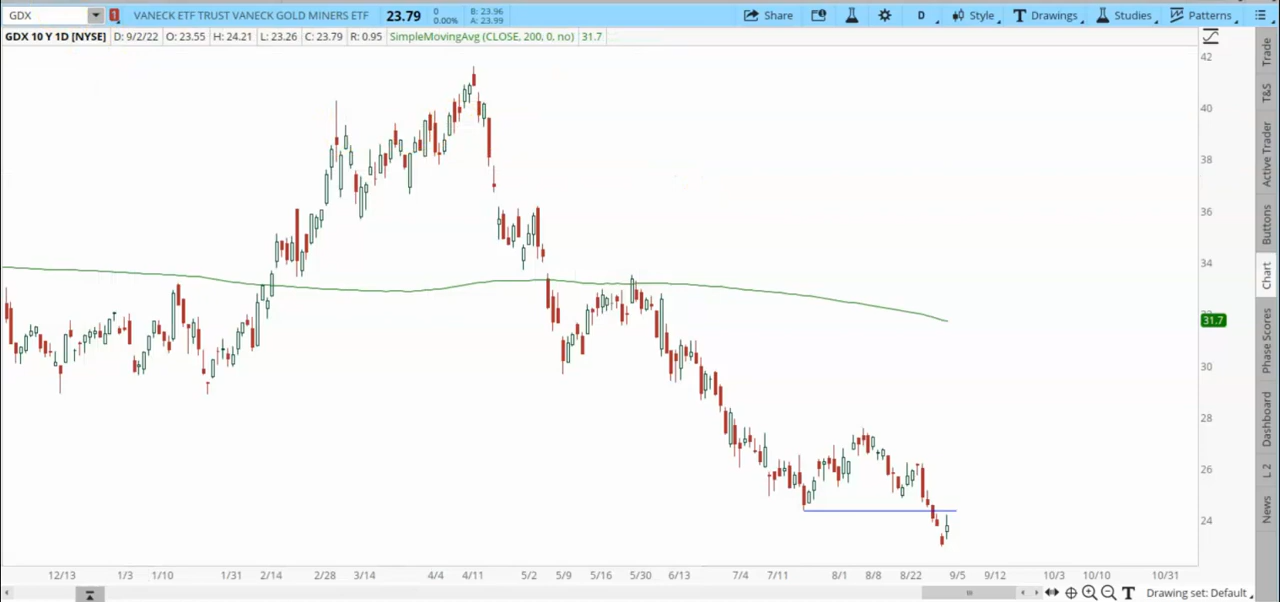 GDX VANECK ETF TRUST VANECK GOLD MINERS ETF 23.79 0 0.00% B: 23.96 A: 23.99 Share D Style Drawings Studies Patterns
GDX 10 Y 1D [NYSE] D: 9/2/22 O: 23.55 H: 24.21 L: 23.26 C: 23.79 R: 0.95 SimpleMovingAvg (CLOSE, 200, 0, no) 31.7
42
40
38
36
34
32
31.7
30
28
26
24
12/13 1/3 1/10 1/31 2/14 2/28 3/14 4/4 4/11 5/2 5/9 5/16 5/30 6/13 7/4 7/11 8/1 8/8 8/22 9/5 9/12 10/3 10/10 10/31
Drawing set: Default
Trade
T&S
Active Trader
Buttons
Chart
Phase Scores
Dashboard
L 2
News